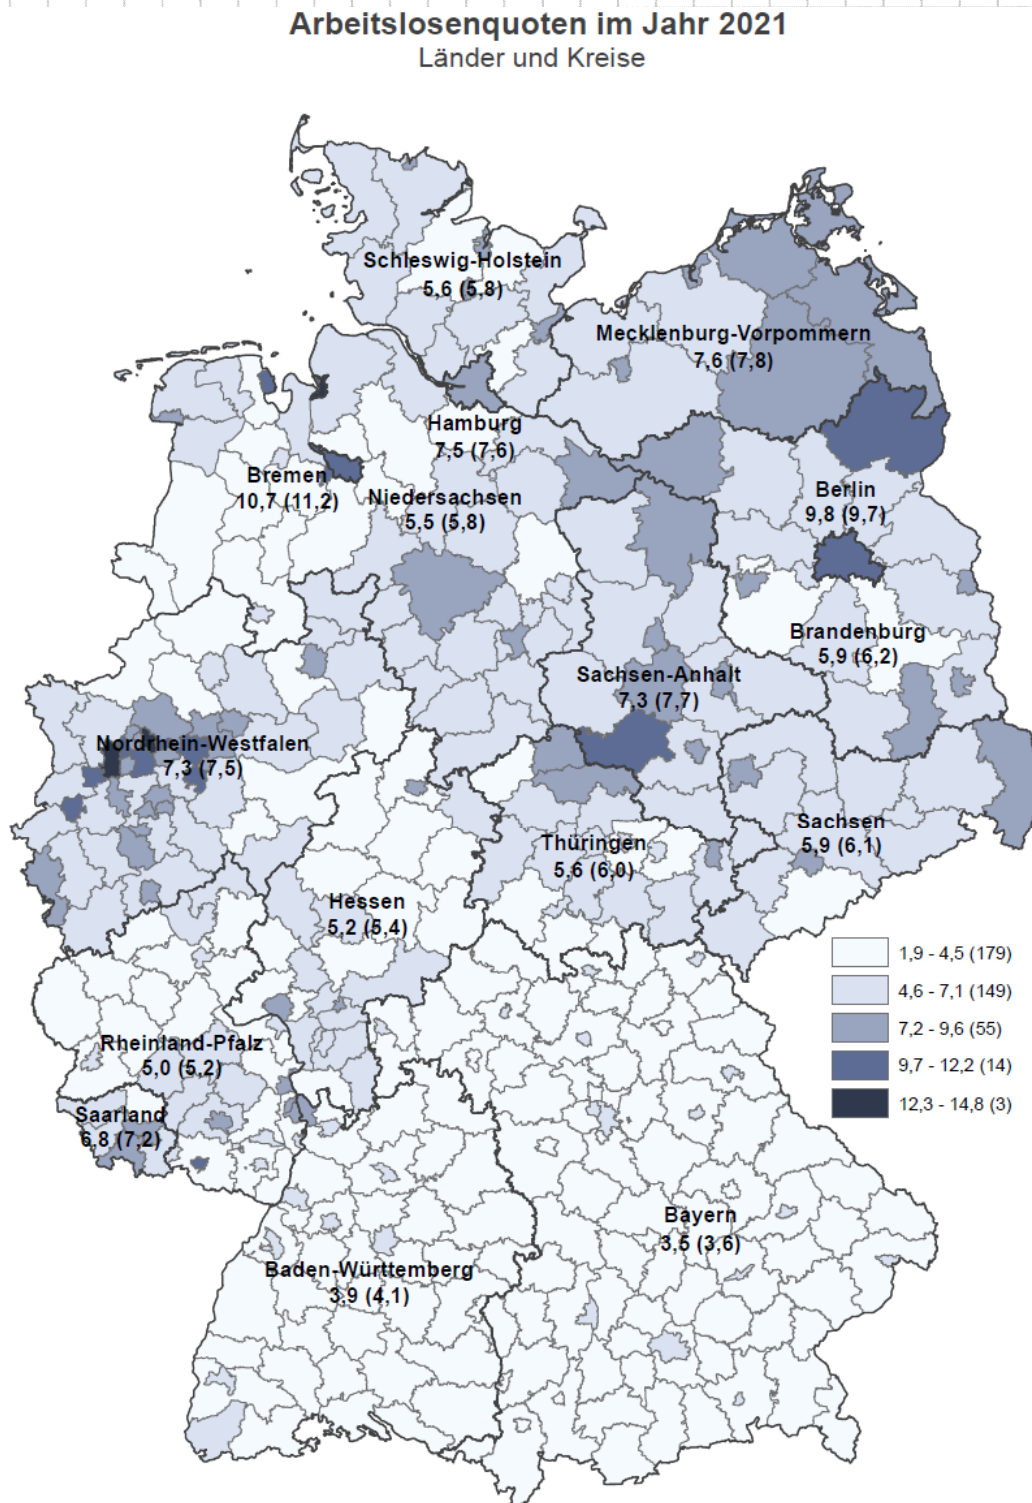 Arbeitslosenquoten im Jahr 2021
Länder und Kreise
Schleswig-Holstein
5,6 (5,8)
Mecklenburg-Vorpommern
7,6 (7,8)
Hamburg
7,5 (7,6)
Bremen
10,7 (11,2)
Niedersachsen
5,5 (5,8)
Berlin
9,8 (9,7)
Brandenburg
5,9 (6,2)
Sachsen-Anhalt
7,3 (7,7)
Nordrhein-Westfalen
7,3 (7,5)
Sachsen
5,9 (6,1)
Thüringen
5,6 (6,0)
Hessen
5,2 (5,4)
1,9 - 4,5 (179)
4,6 - 7,1 (149)
7,2 - 9,6 (55)
9,7 - 12,2 (14)
12,3 - 14,8 (3)
Rheinland-Pfalz
5,0 (5,2)
Saarland
6,8 (7,2)
Bayern
3,5 (3,6)
Baden-Württemberg
3,9 (4,1)